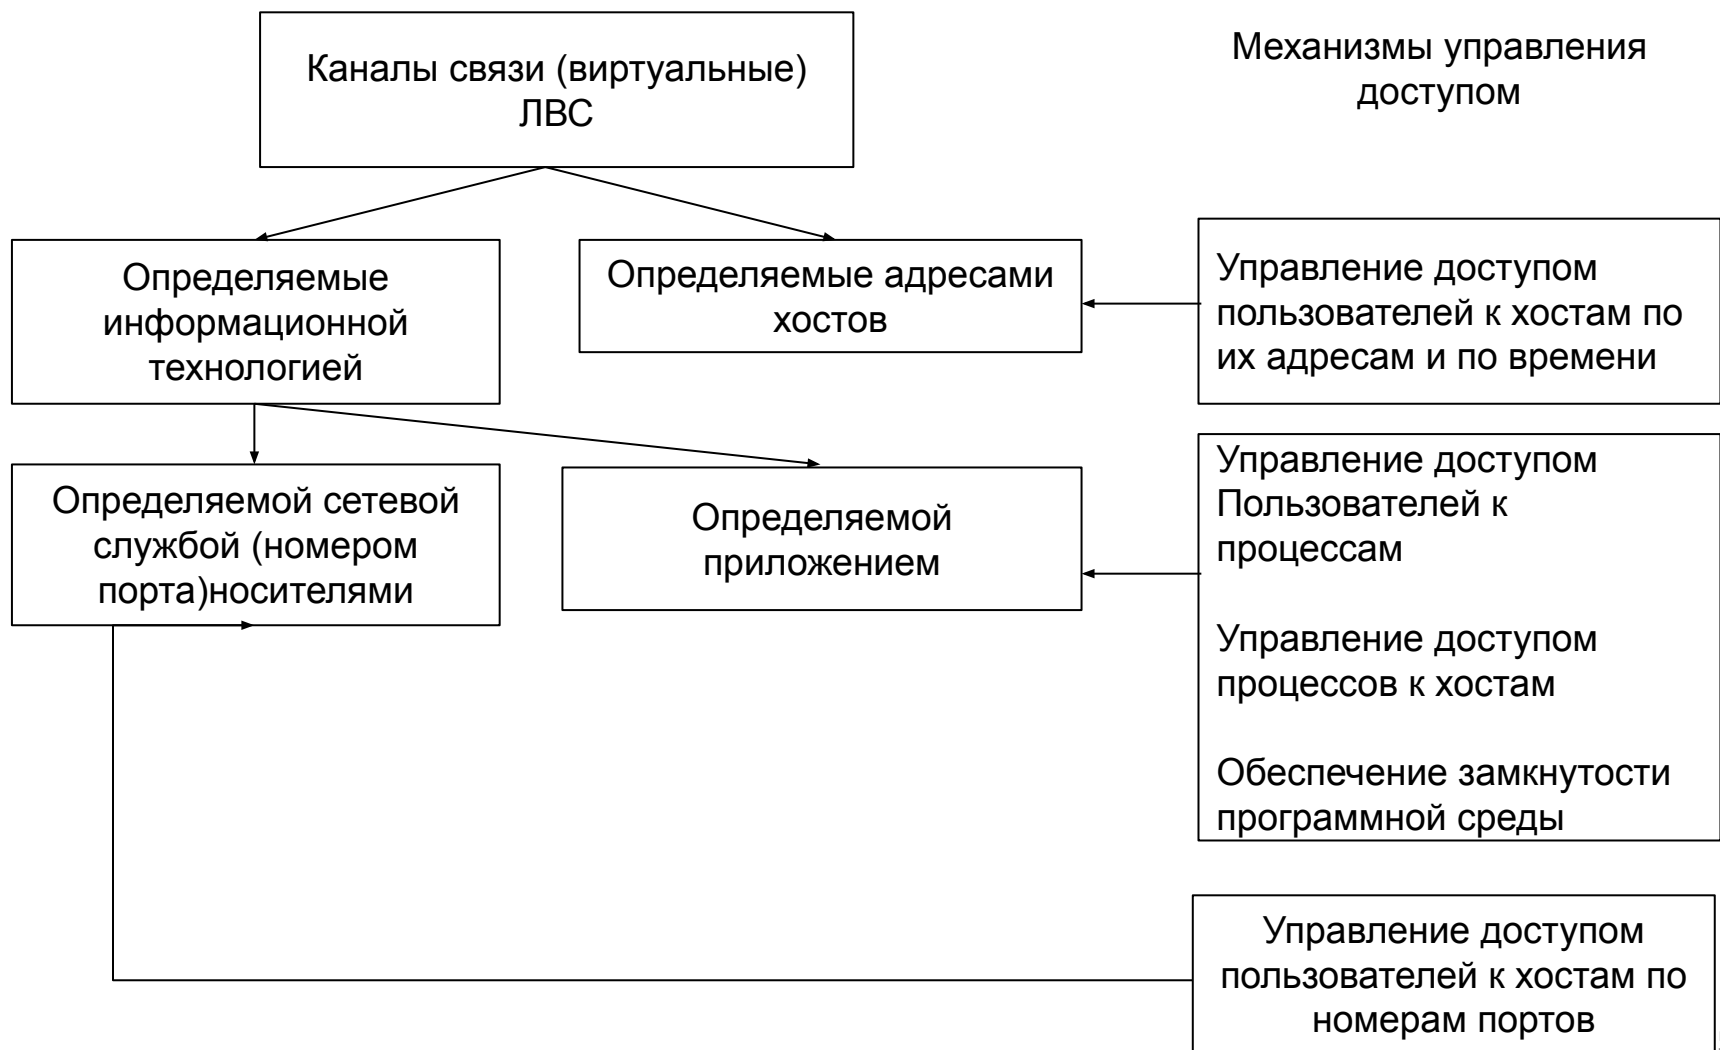 Каналы связи (виртуальные)
ЛВС
Механизмы управления
доступом
Определяемые
информационной
технологией
Определяемые адресами
хостов
Управление доступом
пользователей к хостам по
их адресам и по времени
Определяемой сетевой
службой (номером
порта)носителями
Определяемой
приложением
Управление доступом
Пользователей к
процессам
Управление доступом
процессов к хостам
Обеспечение замкнутости
программной среды
Управление доступом
пользователей к хостам по
номерам портов